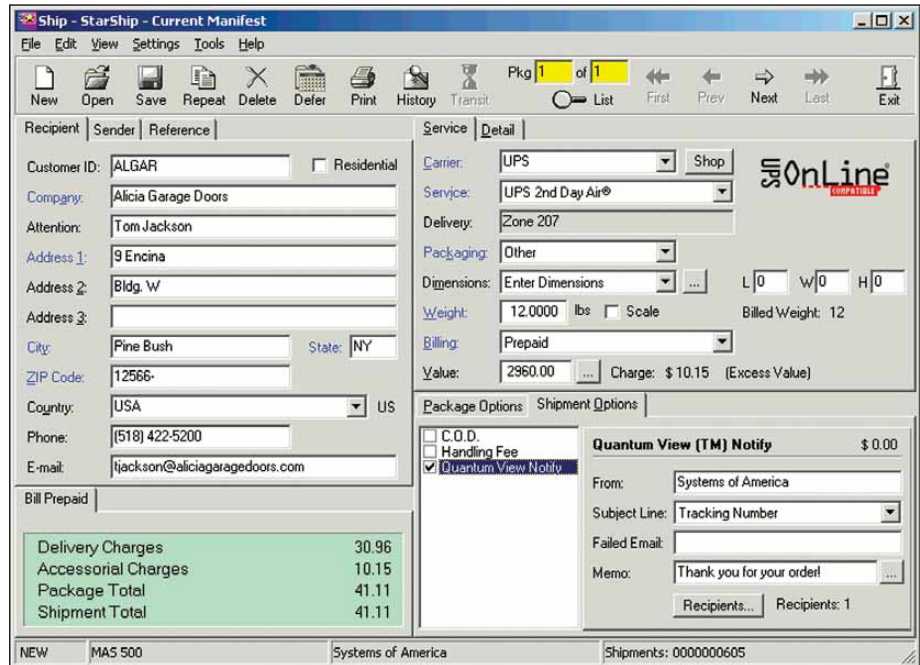 Ship - StarShip - Current Manifest
File Edit View Settings Tools Help
Pkg 1 of 1
New Open Save Repeat Delete Defer Print History Transit List First Prev Next Last Exit
Recipient Sender Reference
Customer ID: ALGAR Residential
Company: Alicia Garage Doors
Attention: Tom Jackson
Address 1: 9 Encina
Address 2: Bldg. W
Address 3:
City: Pine Bush State: NY
ZIP Code: 12566-
Country: USA US
Phone: (518) 422-5200
E-mail: tjackson@aliciagaragedoors.com
Bill Prepaid
Delivery Charges 30.96
Accessorial Charges 10.15
Package Total 41.11
Shipment Total 41.11
Service Detail
Carrier: UPS Shop
OnLine
COMPATIBLE
Service: UPS 2nd Day Air®
Delivery: Zone 207
Packaging: Other
Dimensions: Enter Dimensions ... L 0 W 0 H 0
Weight: 12.0000 lbs Scale Billed Weight: 12
Billing: Prepaid
Value: 2960.00 ... Charge: $ 10.15 (Excess Value)
Package Options Shipment Options
C.O.D.
Handling Fee
Quantum View Notify
Quantum View (TM) Notify $ 0.00
From: Systems of America
Subject Line: Tracking Number
Failed Email:
Memo: Thank you for your order! ...
Recipients... Recipients: 1
NEW MAS 500 Systems of America Shipments: 0000000605